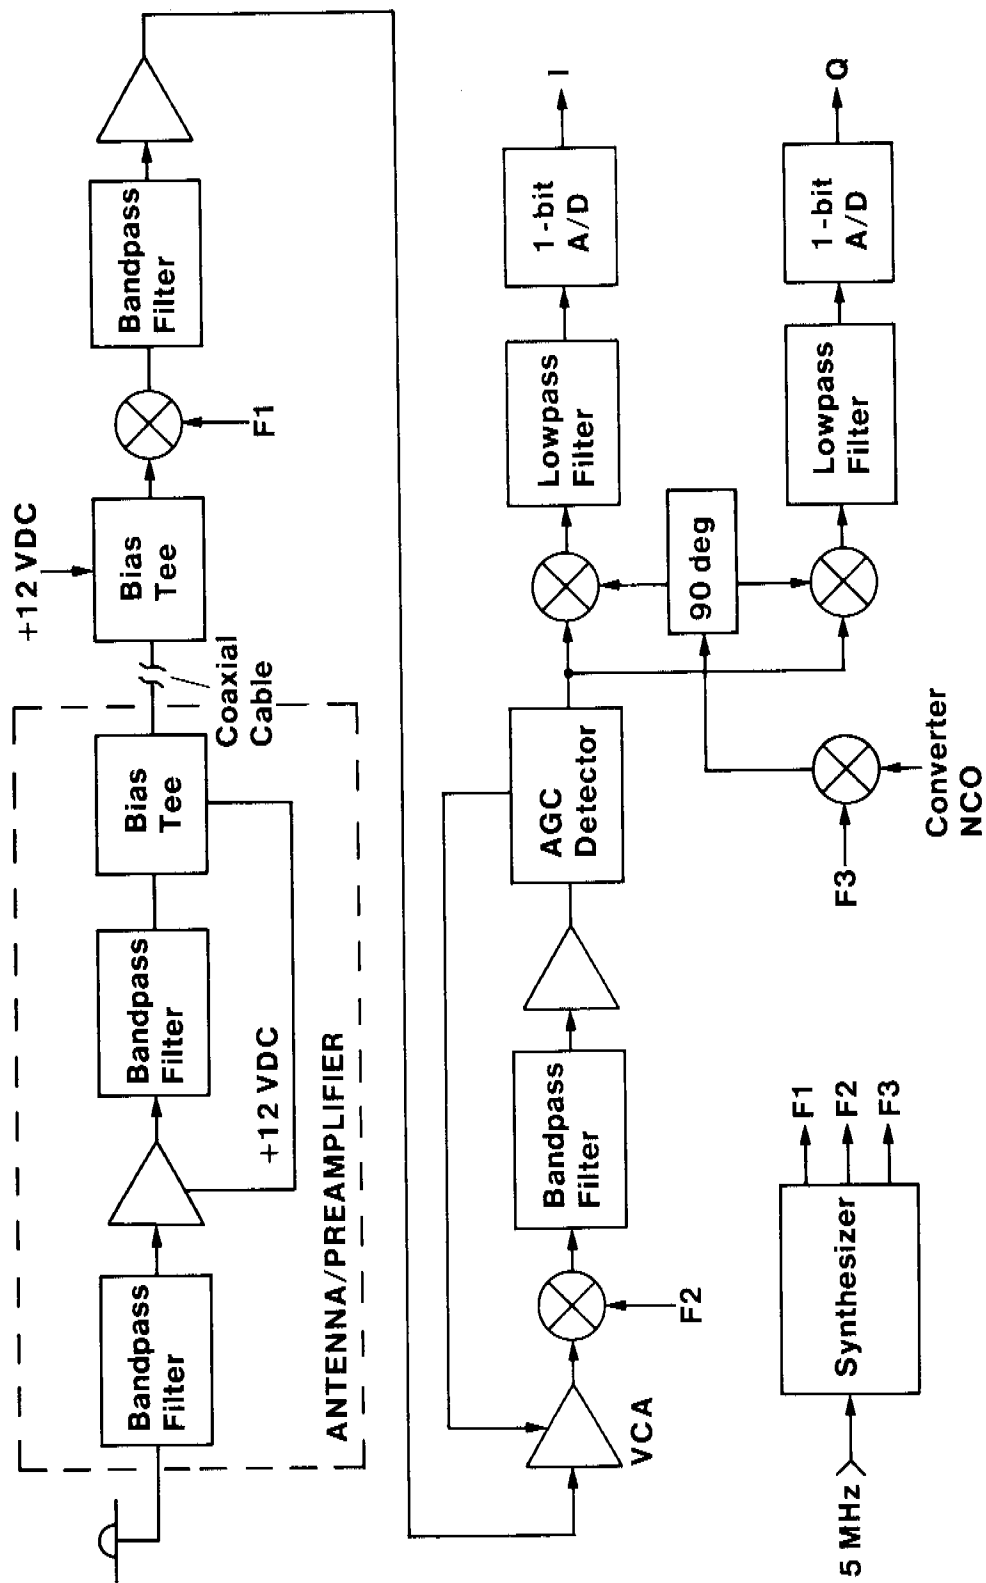 Bandpass
Filter
Bandpass
Filter
Bias
Tee
+12 VDC
ANTENNA/PREAMPLIFIER
Coaxial
Cable
+12 VDC
Bias
Tee
F1
Bandpass
Filter
VCA
F2
Bandpass
Filter
AGC
Detector
Lowpass
Filter
1-bit
A/D
I
90 deg
Lowpass
Filter
1-bit
A/D
Q
5 MHz
Synthesizer
F1
F2
F3
F3
Converter
NCO